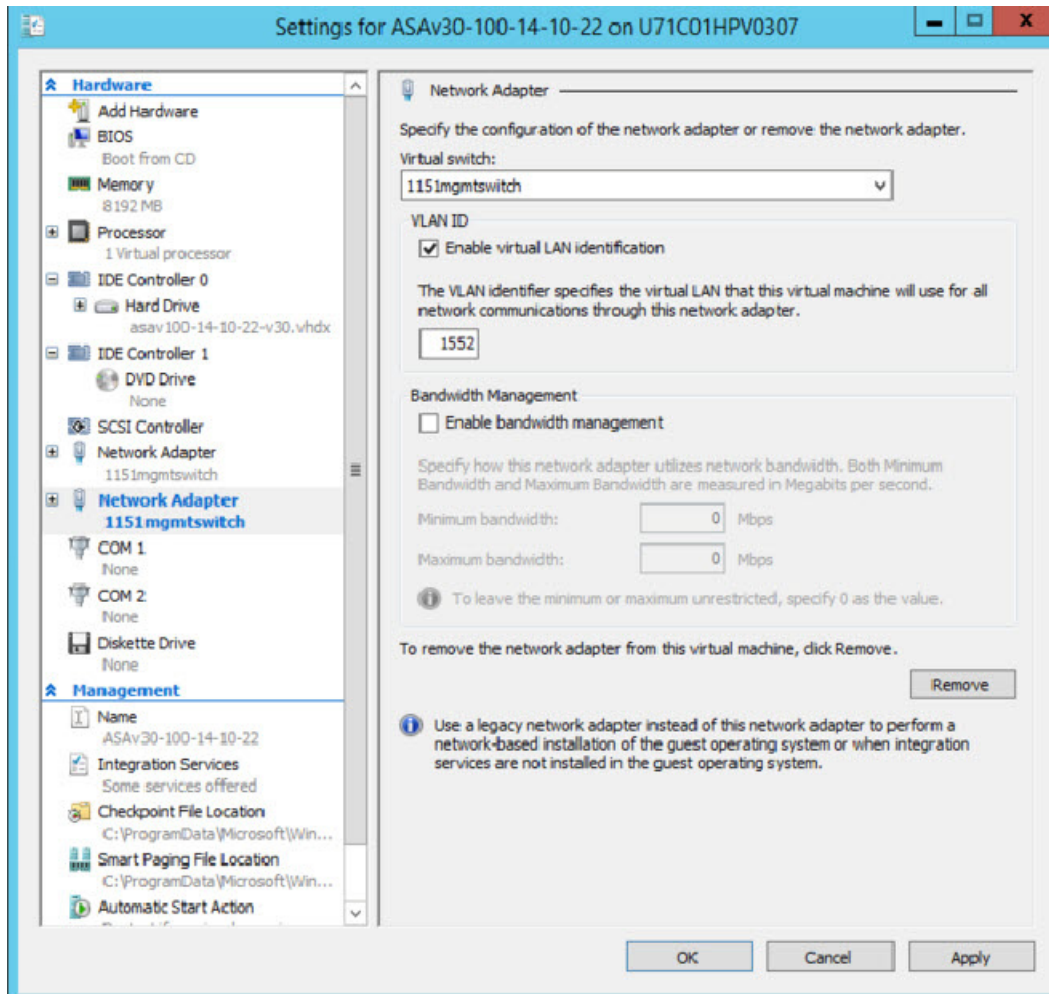 Settings for ASAv30-100-14-10-22 on U71C01HPV0307
Hardware
Add Hardware
BIOS
Boot from CD
Memory
8192 MB
Processor
1 Virtual processor
IDE Controller 0
Hard Drive
asav100-14-10-22-v30.vhdx
IDE Controller 1
DVD Drive
None
SCSI Controller
Network Adapter
1151mgmtswitch
Network Adapter
1151mgmtswitch
COM 1
None
COM 2
None
Diskette Drive
None
Management
Name
ASAv30-100-14-10-22
Integration Services
Some services offered
Checkpoint File Location
C:\ProgramData\Microsoft\Win...
Smart Paging File Location
C:\ProgramData\Microsoft\Win...
Automatic Start Action
Network Adapter
Specify the configuration of the network adapter or remove the network adapter.
Virtual switch:
1151mgmtswitch
VLAN ID
Enable virtual LAN identification
The VLAN identifier specifies the virtual LAN that this virtual machine will use for all
network communications through this network adapter.
1552
Bandwidth Management
Enable bandwidth management
Specify how this network adapter utilizes network bandwidth. Both Minimum
Bandwidth and Maximum Bandwidth are measured in Megabits per second.
Minimum bandwidth: 0 Mbps
Maximum bandwidth: 0 Mbps
To leave the minimum or maximum unrestricted, specify 0 as the value.
To remove the network adapter from this virtual machine, click Remove.
Remove
Use a legacy network adapter instead of this network adapter to perform a
network-based installation of the guest operating system or when integration
services are not installed in the guest operating system.
OK Cancel Apply